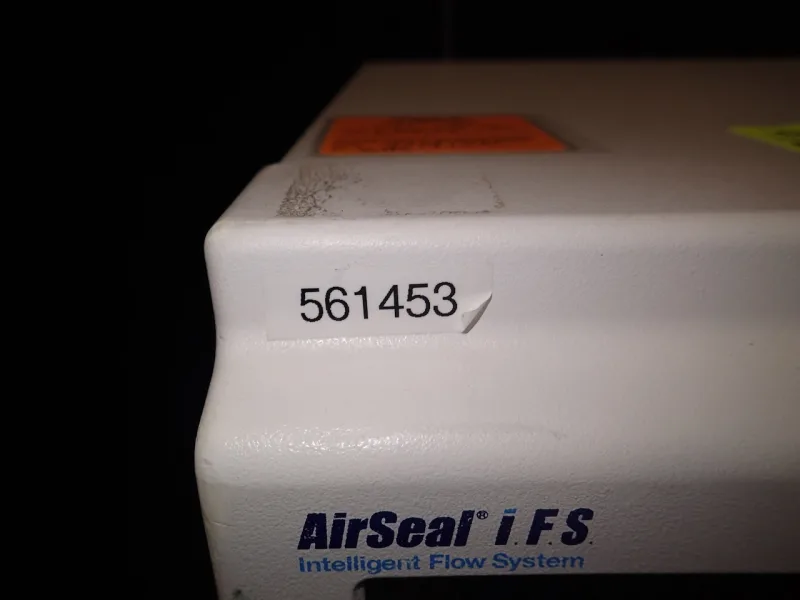 561453
AirSeal® i.F.S.
Intelligent Flow System